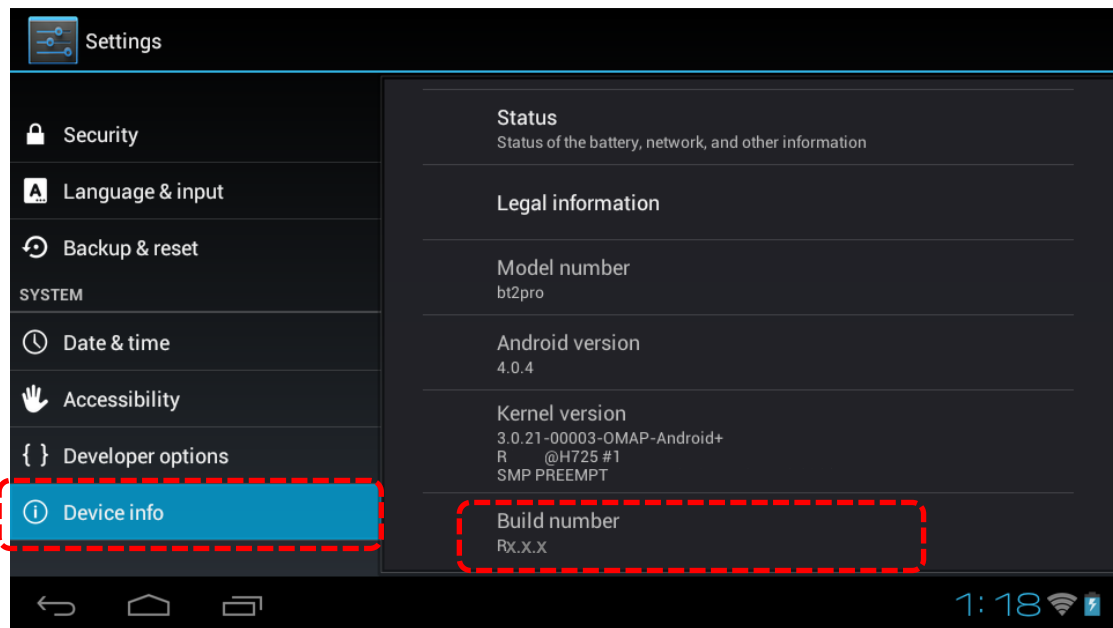 Settings
Security
Language & input
Backup & reset
SYSTEM
Date & time
Accessibility
{ } Developer options
Device info
Status
Status of the battery, network, and other information
Legal information
Model number
bt2pro
Android version
4.0.4
Kernel version
3.0.21-00003-OMAP-Android+
R @H725 #1
SMP PREEMPT
Build number
Rx.x.x
1:18